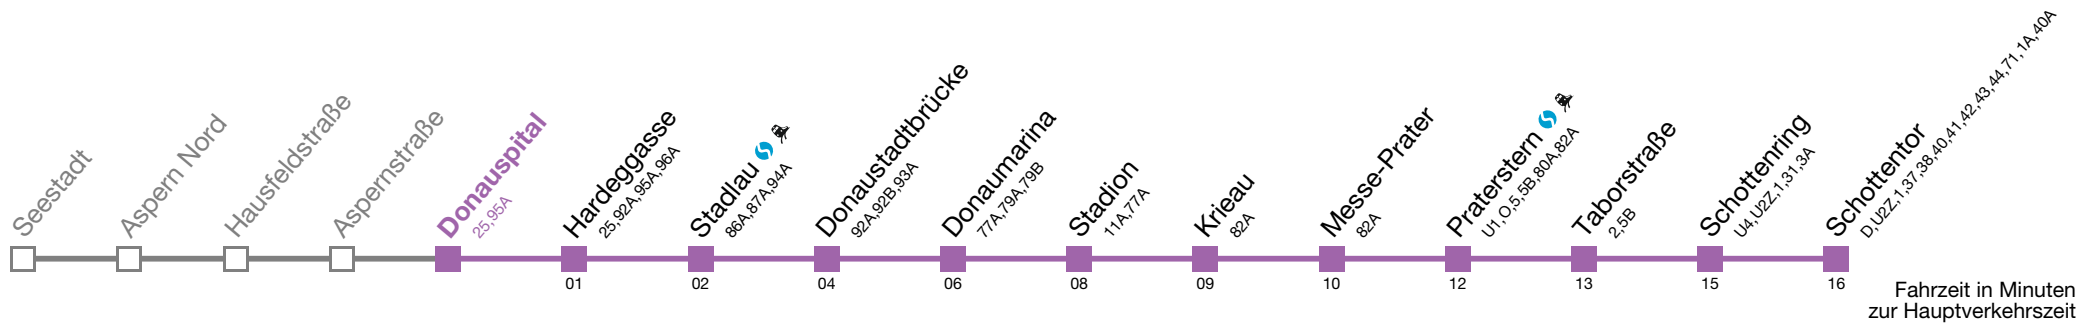 Seestadt
Aspern Nord
Hausfeldstraße
Aspernstraße
Donauspital
25,95A
Hardeggasse
25,92A,95A,96A
01
Stadlau
86A,87A,94A
02
Donaustadtbrücke
92A,92B,93A
04
Donaumarina
77A,79A,79B
06
Stadion
11A,77A
08
Krieau
82A
09
Messe-Prater
82A
10
Praterstern
U1,O,5,5B,80A,82A
12
Taborstraße
2,5B
13
Schottenring
U4,U2Z,1,31,3A
15
Schottentor
D,U2Z,1,37,38,40,41,42,43,44,71,1A,40A
16
Fahrzeit in Minuten
zur Hauptverkehrszeit